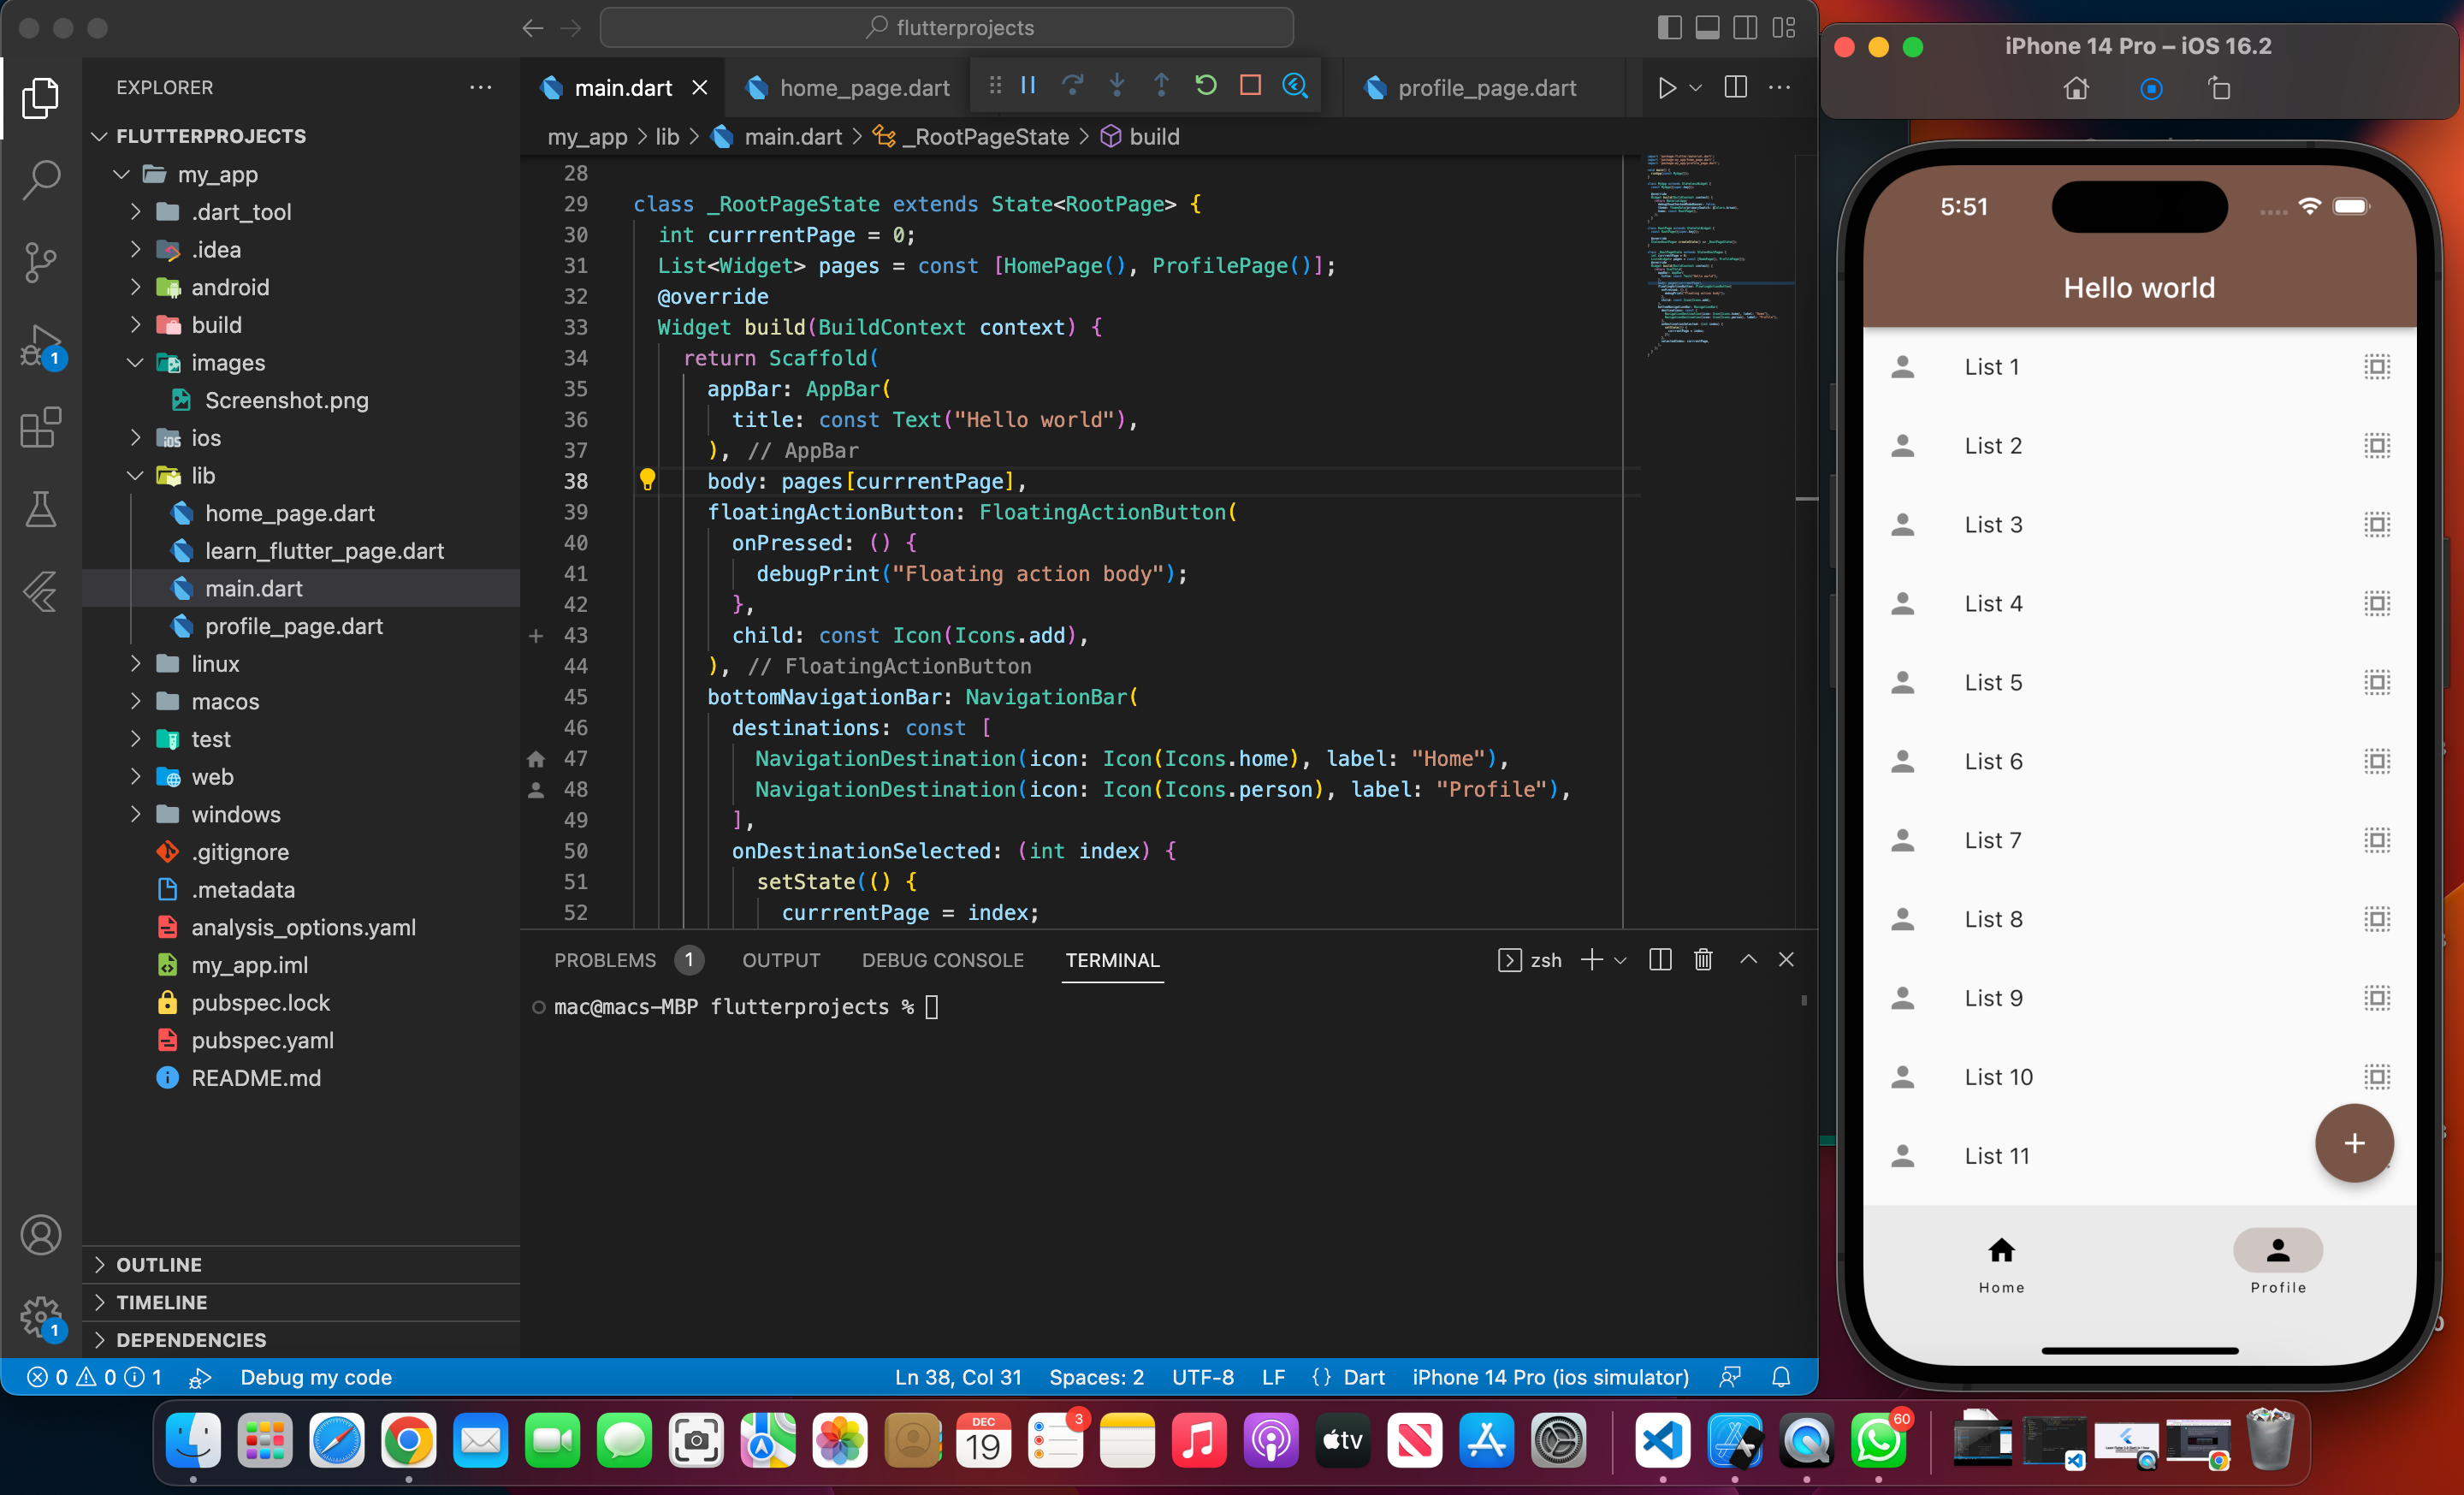 flutterprojects
EXPLORER
FLUTTERPROJECTS
my_app
.dart_tool
.idea
android
build
images
Screenshot.png
ios
lib
home_page.dart
learn_flutter_page.dart
main.dart
profile_page.dart
linux
macos
test
web
windows
.gitignore
.metadata
analysis_options.yaml
my_app.iml
pubspec.lock
pubspec.yaml
README.md
OUTLINE
TIMELINE
DEPENDENCIES
1
1
main.dart
home_page.dart
profile_page.dart
my_app > lib > main.dart > _RootPageState > build
28
29 class _RootPageState extends State<RootPage> {
30 int currrentPage = 0;
31 List<Widget> pages = const [HomePage(), ProfilePage()];
32 @override
33 Widget build(BuildContext context) {
34 return Scaffold(
35 appBar: AppBar(
36 title: const Text("Hello world"),
37 ), // AppBar
38 body: pages[currrentPage],
39 floatingActionButton: FloatingActionButton(
40 onPressed: () {
41 debugPrint("Floating action body");
42 },
43 child: const Icon(Icons.add),
44 ), // FloatingActionButton
45 bottomNavigationBar: NavigationBar(
46 destinations: const [
47 NavigationDestination(icon: Icon(Icons.home), label: "Home"),
48 NavigationDestination(icon: Icon(Icons.person), label: "Profile"),
49 ],
50 onDestinationSelected: (int index) {
51 setState(() {
52 currrentPage = index;
PROBLEMS 1 OUTPUT DEBUG CONSOLE TERMINAL
zsh
mac@macs-MBP flutterprojects %
0 0 1 Debug my code
Ln 38, Col 31 Spaces: 2 UTF-8 LF {} Dart iPhone 14 Pro (ios simulator)
iPhone 14 Pro – iOS 16.2
5:51
Hello world
List 1
List 2
List 3
List 4
List 5
List 6
List 7
List 8
List 9
List 10
List 11
Home
Profile
DEC
19
3
tv
60